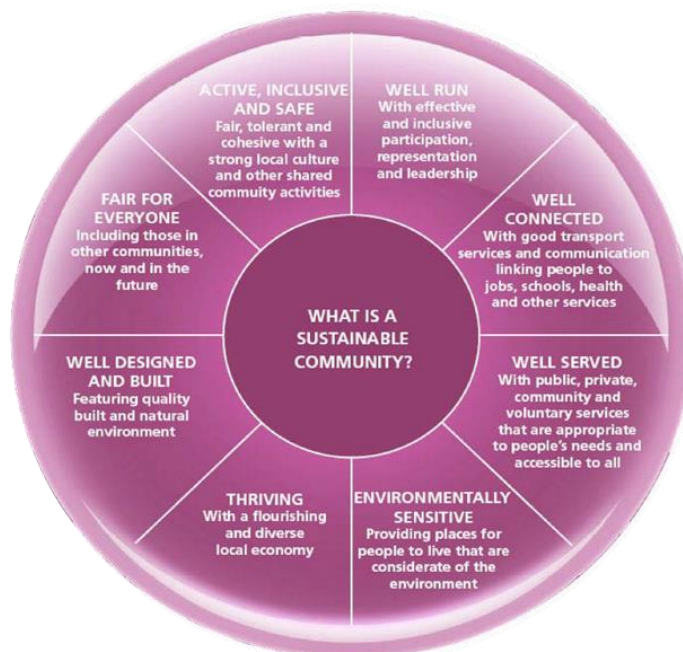 WHAT IS A
SUSTAINABLE
COMMUNITY?
ACTIVE, INCLUSIVE
AND SAFE
Fair, tolerant and
cohesive with a
strong local culture
and other shared
commuity activities
WELL RUN
With effective
and inclusive
participation,
representation
and leadership
WELL
CONNECTED
With good transport
services and communication
linking people to
jobs, schools, health
and other services
WELL SERVED
With public, private,
community and
voluntary services
that are appropriate
to people's needs and
accessible to all
ENVIRONMENTALLY
SENSITIVE
Providing places for
people to live that are
considerate of the
environment
THRIVING
With a flourishing
and diverse
local economy
WELL DESIGNED
AND BUILT
Featuring quality
built and natural
environment
FAIR FOR
EVERYONE
Including those in
other communities,
now and in the
future